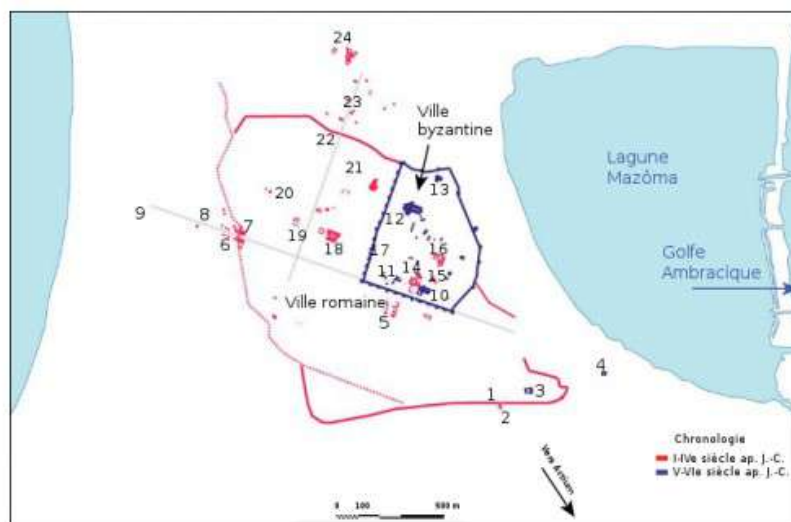 24
23
22
Ville
byzantine
Lagune
Mazôma
21
13
20
12
9
8
7
6
19
18
17
16
14
15
11
10
Golfe
Ambracique
Ville romaine
5
4
1
3
2
Vers Actium
Chronologie
I-IVe siècle ap. J.-C.
V-VIe siècle ap. J.-C.
0 100 500 m